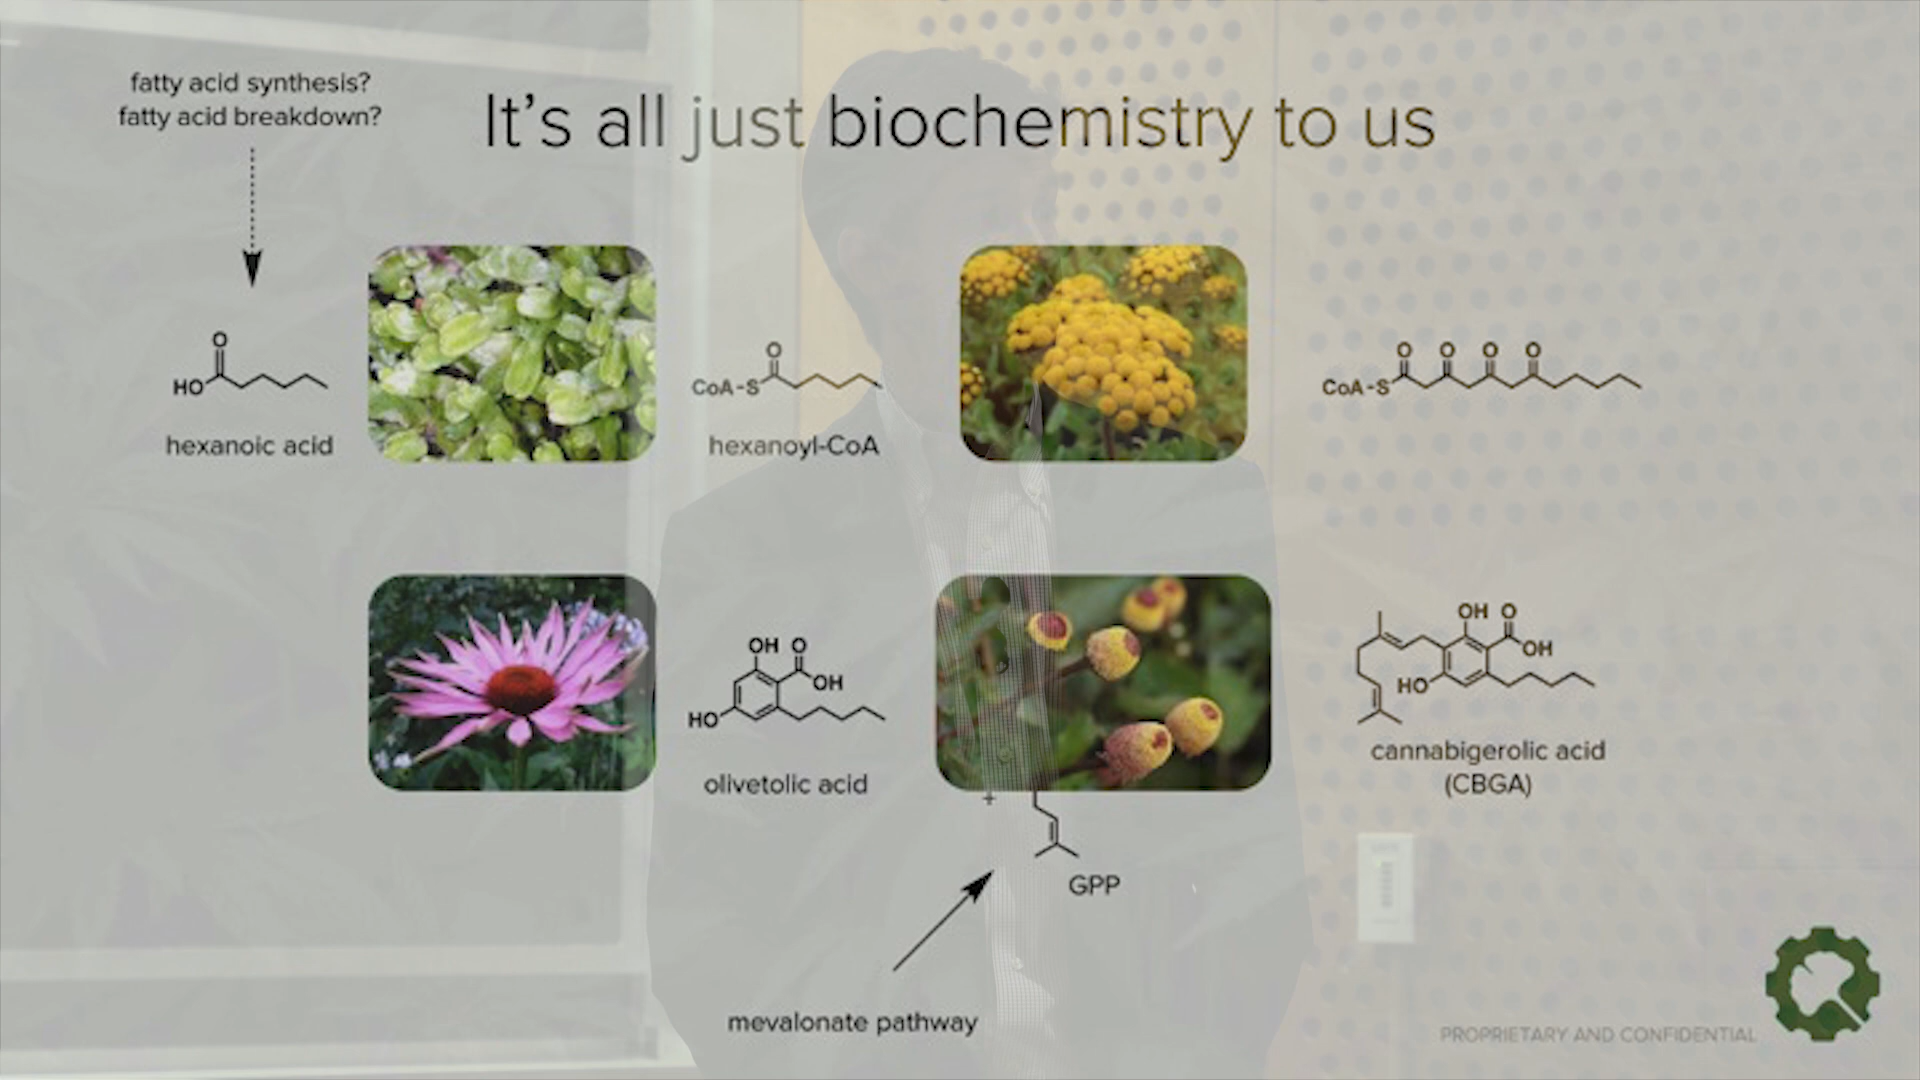 fatty acid synthesis?
fatty acid breakdown?
It's all just biochemistry to us
O
HO
hexanoic acid
O
CoA-S
hexanoyl-CoA
O O O O
CoA-S
OH O
OH
HO
olivetolic acid
+
GPP
OH O
OH
HO
cannabigerolic acid
(CBGA)
mevalonate pathway
PROPRIETARY AND CONFIDENTIAL